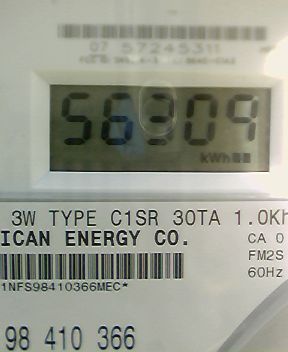 07 57245311
56309
kWh
3W TYPE C1SR 30TA 1.0Kh
ICAN ENERGY CO.
CA 0
FM2S
60Hz
1NFS98410366MEC*
98 410 366